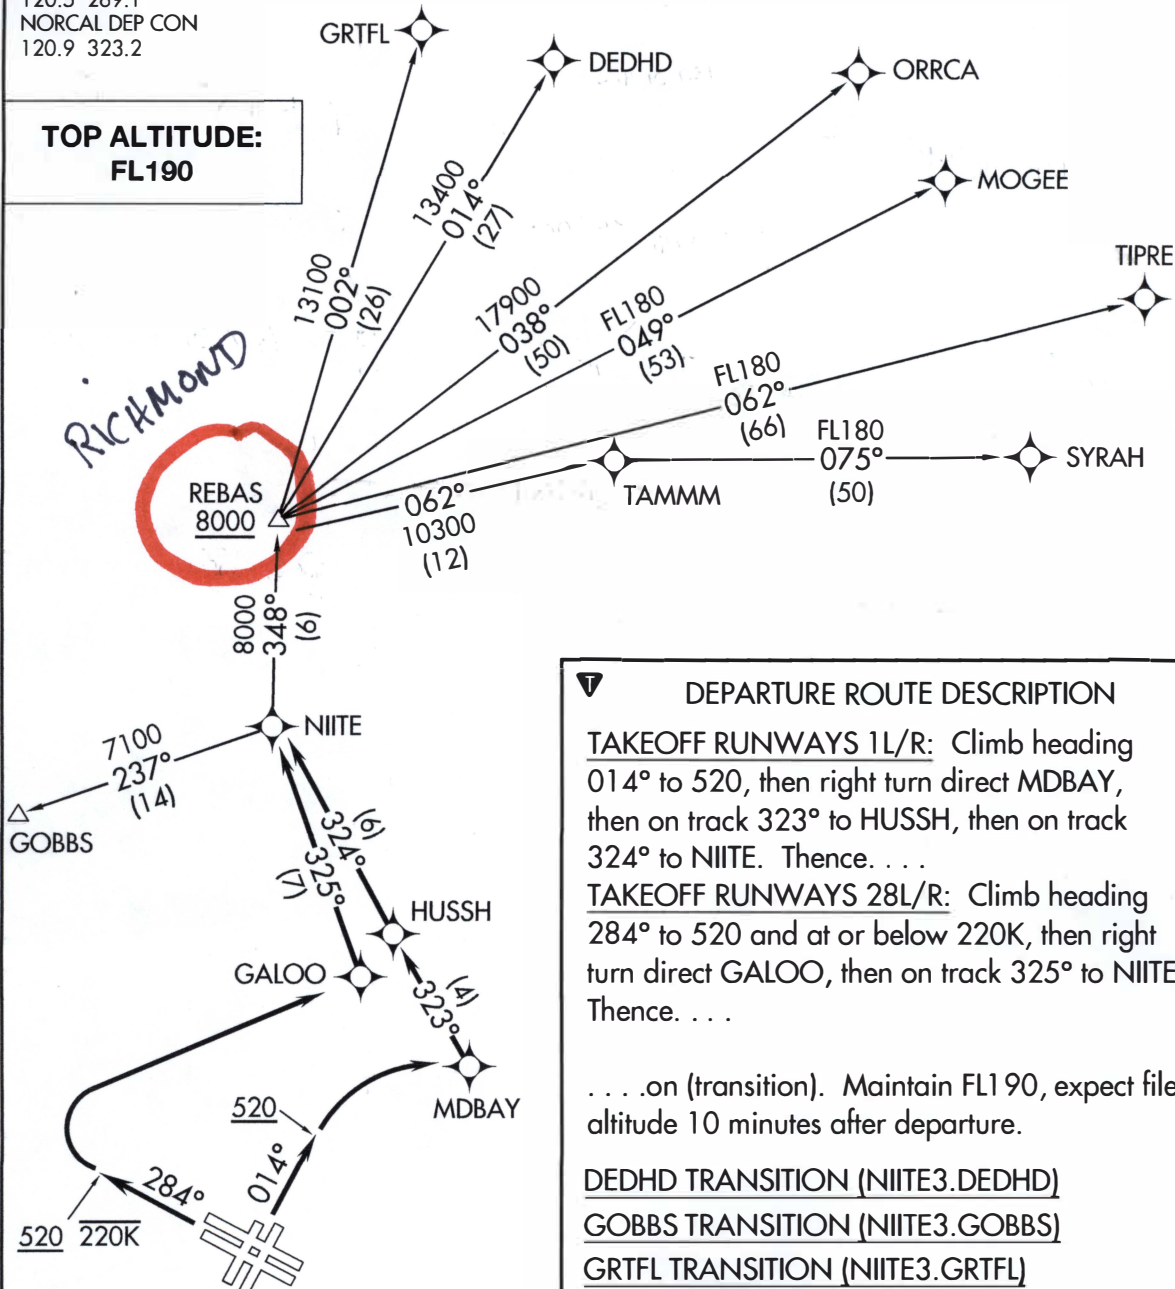 120.5 269.1
NORCAL DEP CON
120.9 323.2
TOP ALTITUDE:
FL190
GRTFL
DEDHD
ORRCA
MOGEE
TIPRE
13100
002°
(26)
13400
014°
(27)
17900
038°
(50)
FL180
049°
(53)
FL180
062°
(66)
FL180
075°
(50)
SYRAH
TAMMM
062°
10300
(12)
RICHMOND
REBAS
8000
8000
348°
(6)
NIITE
7100
237°
(14)
GOBBS
(6)
324°
325°
(7)
HUSSH
GALOO
(4)
323°
MDBAY
520
014°
284°
520 220K
T
DEPARTURE ROUTE DESCRIPTION
TAKEOFF RUNWAYS 1L/R: Climb heading
014° to 520, then right turn direct MDBAY,
then on track 323° to HUSSH, then on track
324° to NIITE. Thence. . . .
TAKEOFF RUNWAYS 28L/R: Climb heading
284° to 520 and at or below 220K, then right
turn direct GALOO, then on track 325° to NIITE
Thence. . . .
. . . .on (transition). Maintain FL190, expect file
altitude 10 minutes after departure.
DEDHD TRANSITION (NIITE3.DEDHD)
GOBBS TRANSITION (NIITE3.GOBBS)
GRTFL TRANSITION (NIITE3.GRTFL)